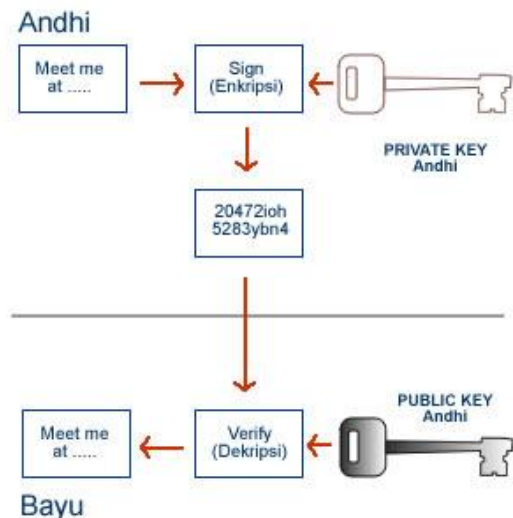 Andhi
Meet me
at .....
Sign
(Enkripsi)
PRIVATE KEY
Andhi
20472ioh
5283ybn4
Meet me
at .....
Verify
(Dekripsi)
PUBLIC KEY
Andhi
Bayu